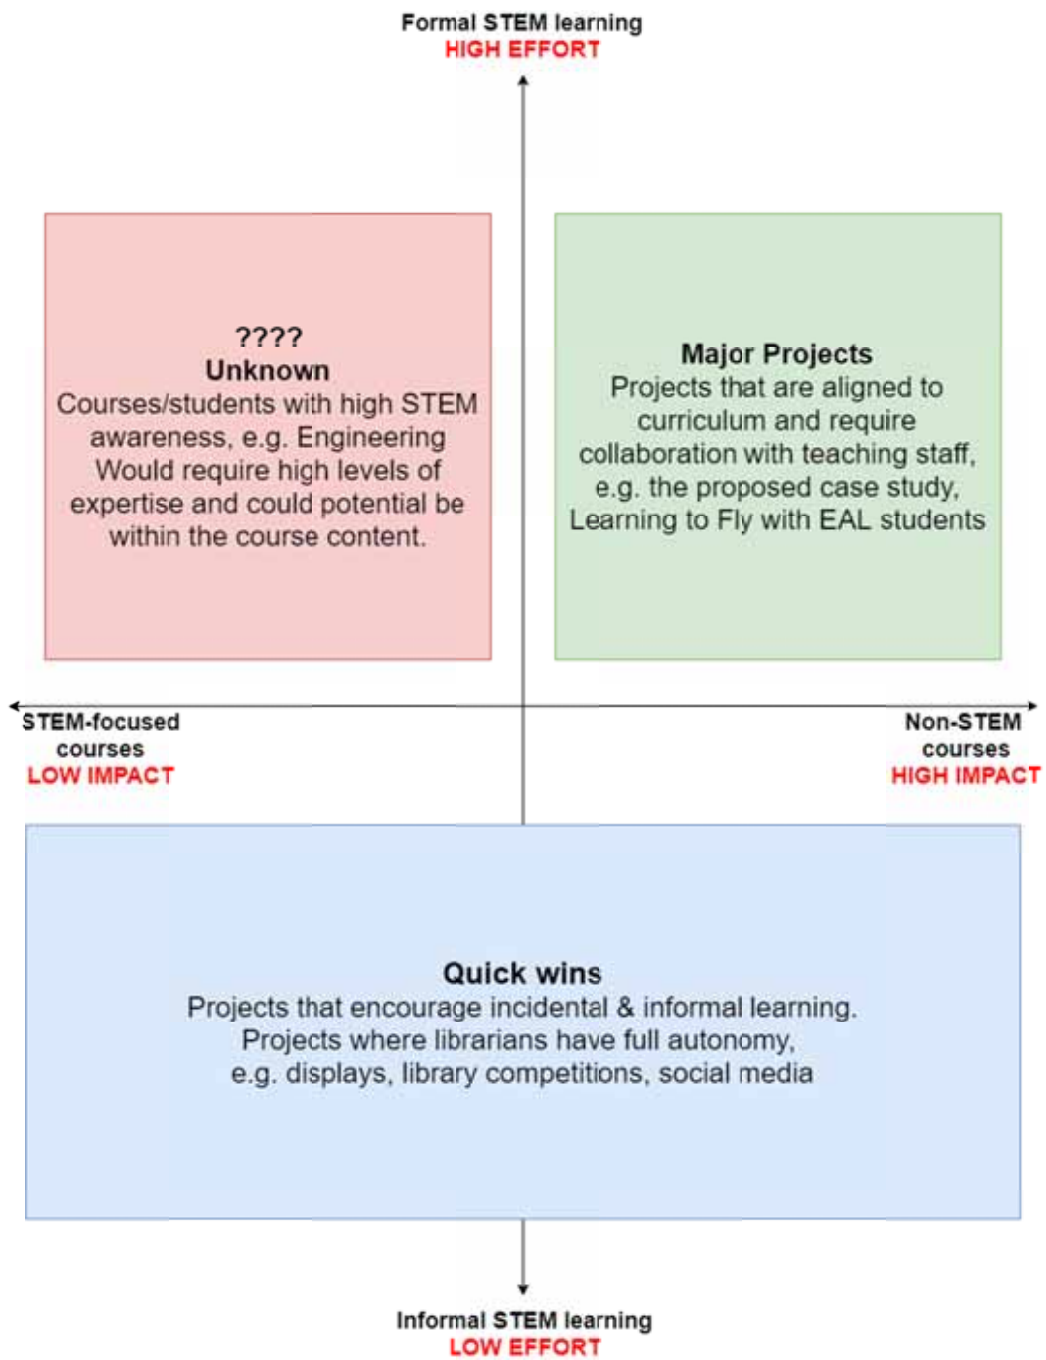 Formal STEM learning
HIGH EFFORT
????
Unknown
Courses/students with high STEM
awareness, e.g. Engineering
Would require high levels of
expertise and could potential be
within the course content.
Major Projects
Projects that are aligned to
curriculum and require
collaboration with teaching staff,
e.g. the proposed case study,
Learning to Fly with EAL students
STEM-focused
courses
LOW IMPACT
Non-STEM
courses
HIGH IMPACT
Quick wins
Projects that encourage incidental & informal learning.
Projects where librarians have full autonomy,
e.g. displays, library competitions, social media
Informal STEM learning
LOW EFFORT